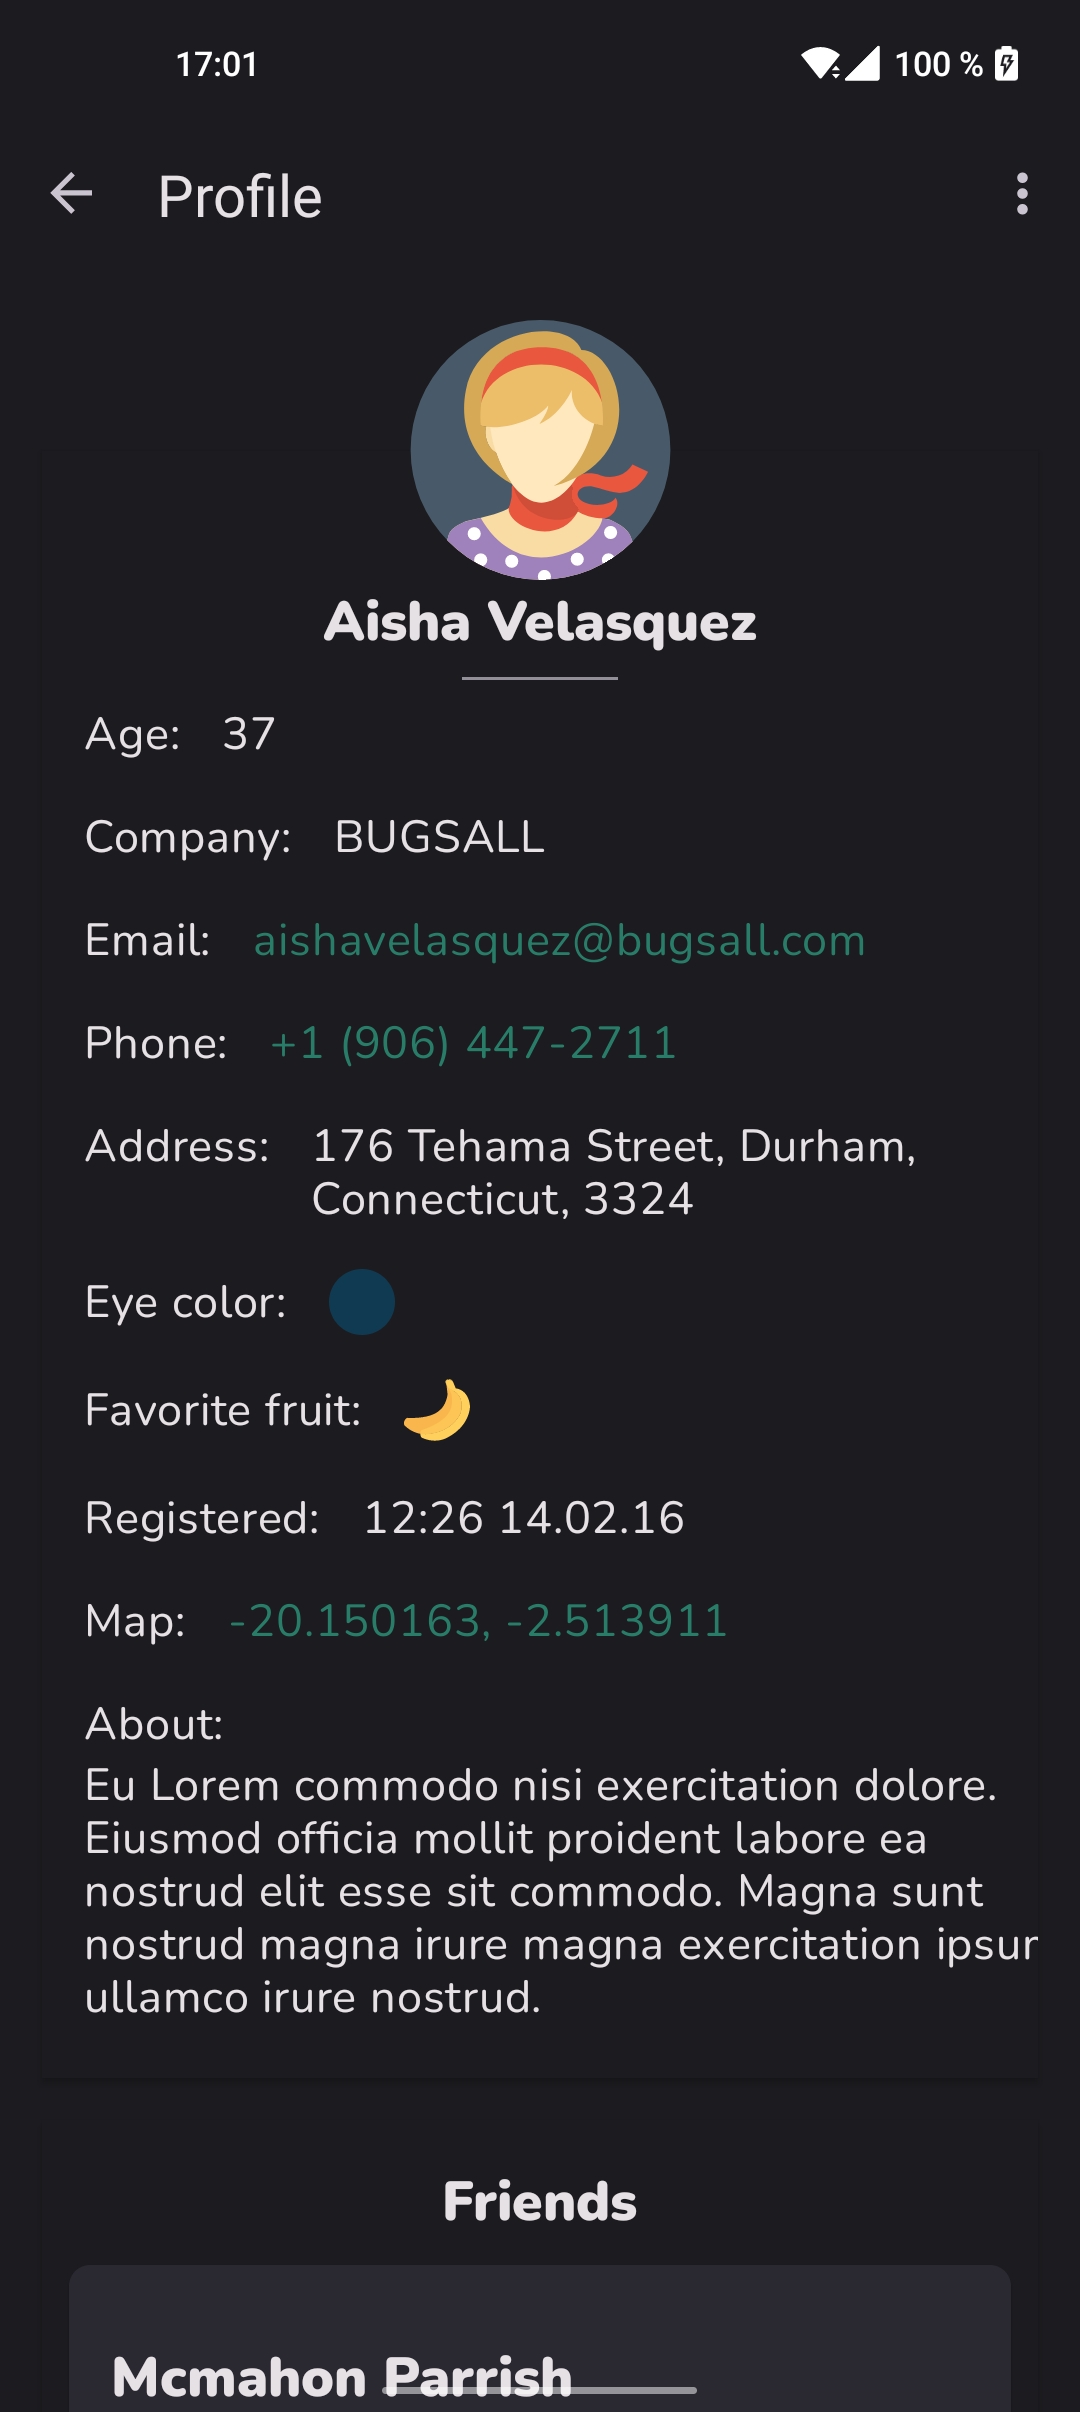 17:01
100 %
Profile
Aisha Velasquez
Age: 37
Company: BUGSALL
Email: aishavelasquez@bugsall.com
Phone: +1 (906) 447-2711
Address: 176 Tehama Street, Durham,
Connecticut, 3324
Eye color:
Favorite fruit:
Registered: 12:26 14.02.16
Map: -20.150163, -2.513911
About:
Eu Lorem commodo nisi exercitation dolore.
Eiusmod officia mollit proident labore ea
nostrud elit esse sit commodo. Magna sunt
nostrud magna irure magna exercitation
ullamco irure nostrud.
Friends
Mcmahon Parrish